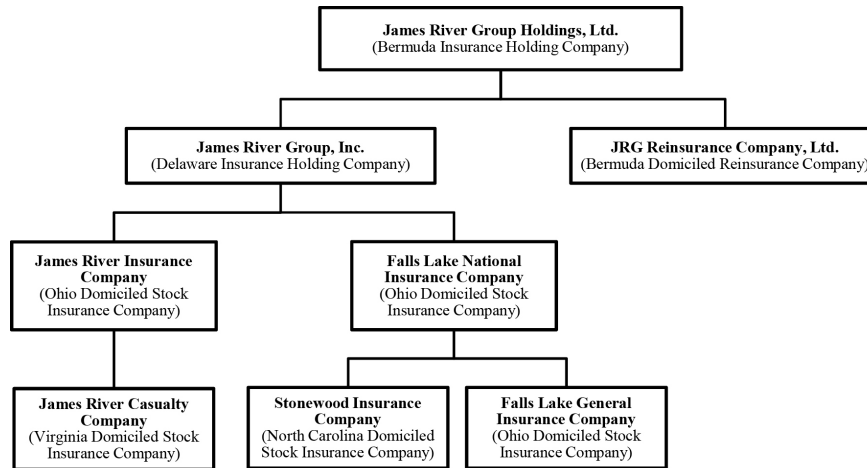 James River Group Holdings, Ltd.
(Bermuda Insurance Holding Company)
James River Group, Inc.
(Delaware Insurance Holding Company)
JRG Reinsurance Company, Ltd.
(Bermuda Domiciled Reinsurance Company)
James River Insurance
Company
(Ohio Domiciled Stock
Insurance Company)
Falls Lake National
Insurance Company
(Ohio Domiciled Stock
Insurance Company)
James River Casualty
Company
(Virginia Domiciled Stock
Insurance Company)
Stonewood Insurance
Company
(North Carolina Domiciled
Stock Insurance Company)
Falls Lake General
Insurance Company
(Ohio Domiciled Stock
Insurance Company)